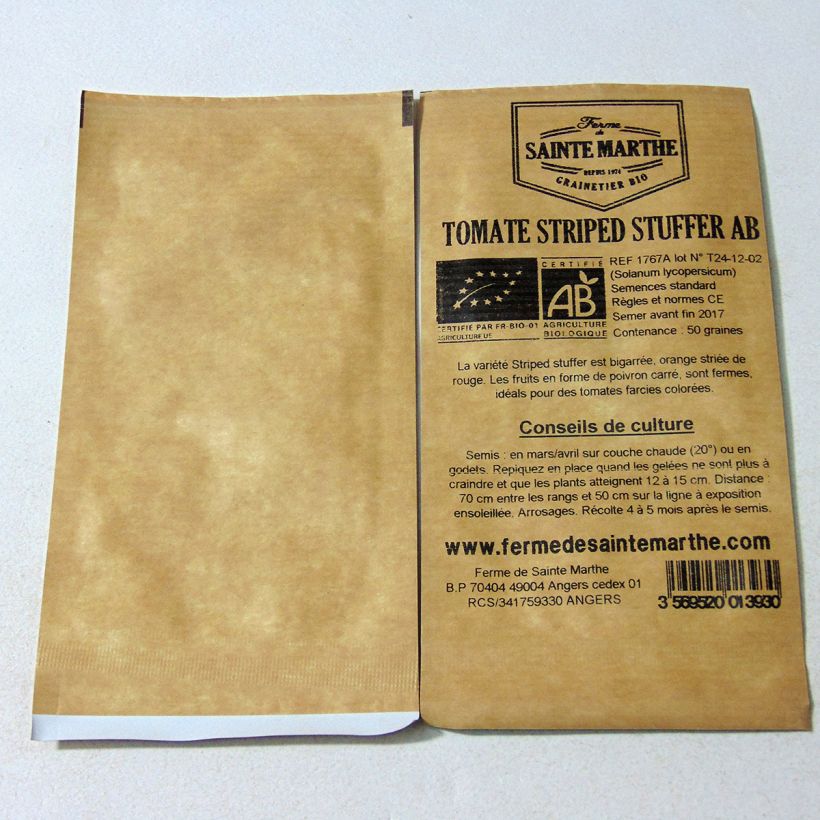 Ferme
de
SAINTE MARTHE
DEPUIS 1974
GRAINETIER BIO
TOMATE STRIPED STUFFER AB
CERTIFIÉ
AB
CERTIFIÉ PAR FR-BIO-01
AGRICULTURE UE
AGRICULTURE
BIOLOGIQUE
REF 1767A lot N° T24-12-02
(Solanum lycopersicum)
Semences standard
Règles et normes CE
Semer avant fin 2017
Contenance : 50 graines
La variété Striped stuffer est bigarrée, orange striée de
rouge. Les fruits en forme de poivron carré, sont fermes,
idéals pour des tomates farcies colorées.
Conseils de culture
Semis : en mars/avril sur couche chaude (20°) ou en
godets. Repiquez en place quand les gelées ne sont plus à
craindre et que les plants atteignent 12 à 15 cm. Distance :
70 cm entre les rangs et 50 cm sur la ligne à exposition
ensoleillée. Arrosages. Récolte 4 à 5 mois après le semis.
www.fermedesaintemarthe.com
Ferme de Sainte Marthe
B.P 70404 49004 Angers cedex 01
RCS/341759330 ANGERS
3 569520 013930